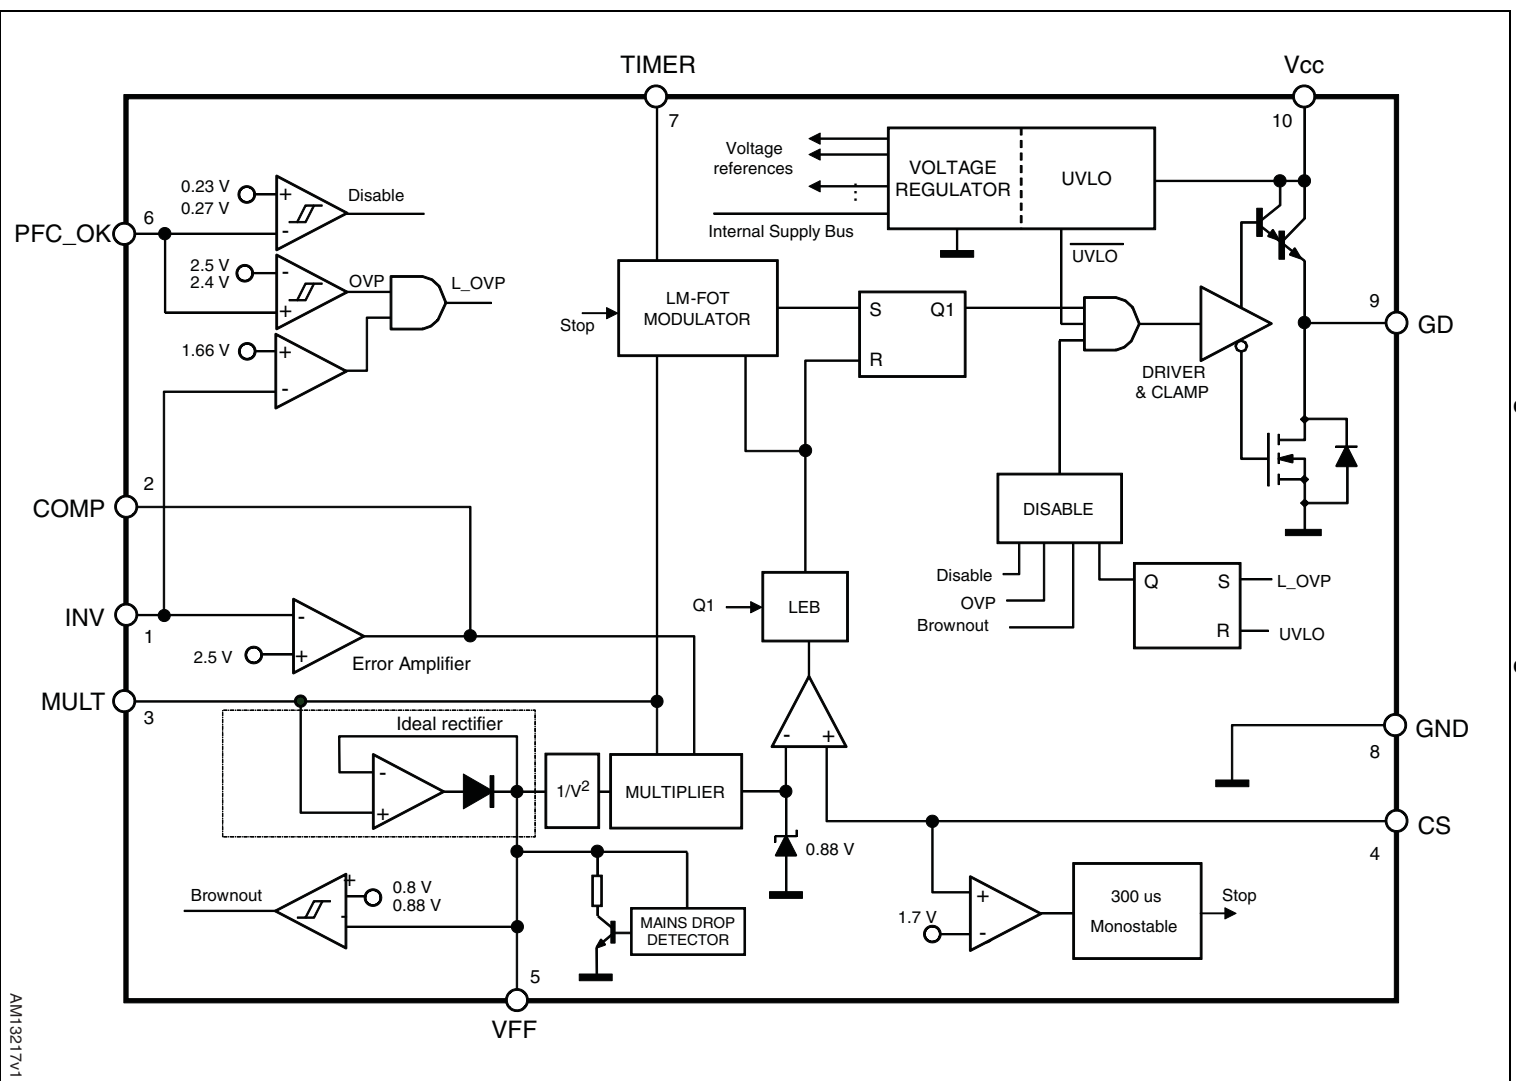 TIMER
Vcc
7
10
Voltage
references
VOLTAGE
REGULATOR
UVLO
Internal Supply Bus
UVLO
0.23 V
0.27 V
+
-
Disable
6
PFC_OK
2.5 V
2.4 V
-
+
OVP
L_OVP
1.66 V
+
-
LM-FOT
MODULATOR
Stop
S
Q1
R
DRIVER
& CLAMP
9
GD
2
COMP
DISABLE
Disable
OVP
Brownout
Q
S
L_OVP
R
UVLO
Q1
LEB
INV
1
-
2.5 V
+
Error Amplifier
MULT
3
Ideal rectifier
-
+
1/V2
MULTIPLIER
-
+
0.88 V
GND
8
CS
4
Brownout
+
0.8 V
0.88 V
-
MAINS DROP
DETECTOR
1.7 V
+
-
300 us
Monostable
Stop
5
VFF
AM13217v1